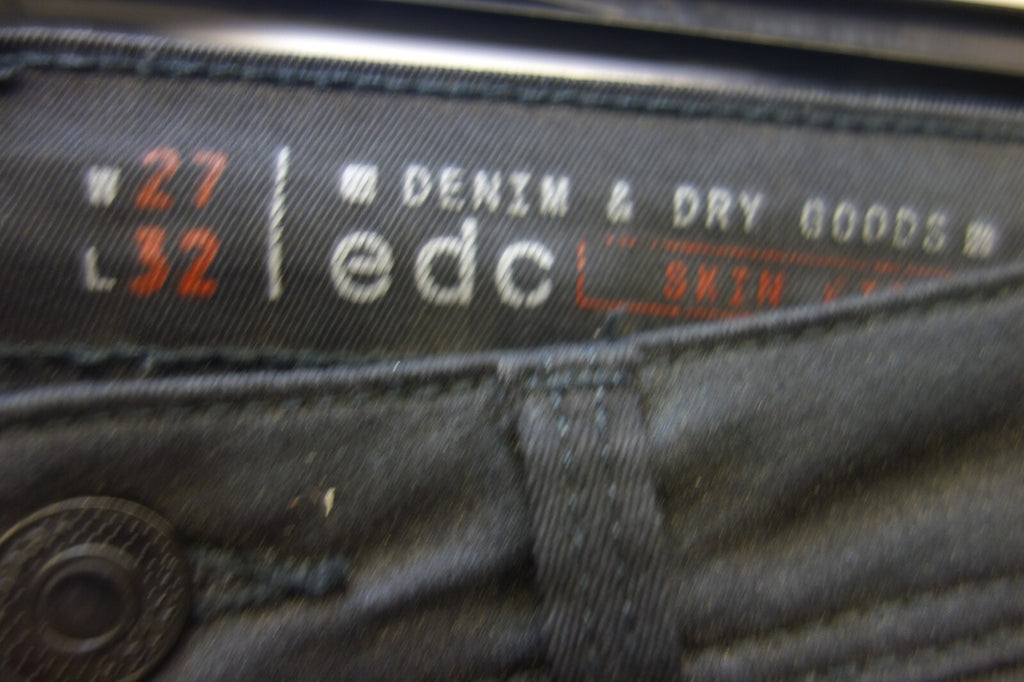 W 27
L 32
DENIM & DRY GOODS
edc
SKIN